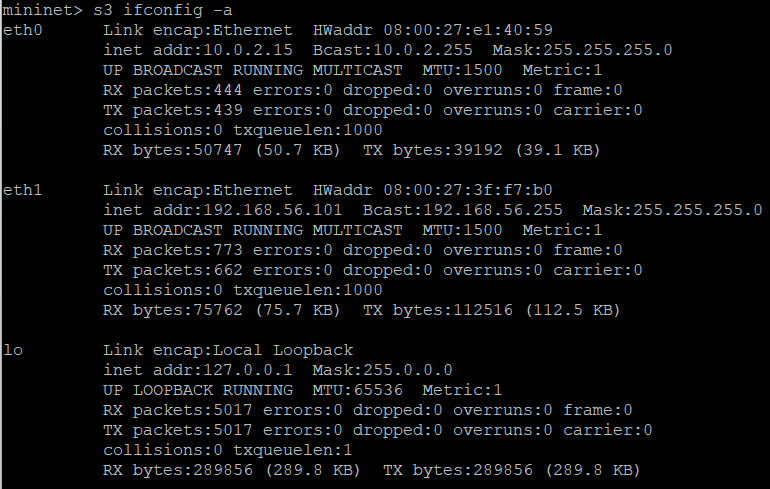 mininet> s3 ifconfig -a
eth0      Link encap:Ethernet  HWaddr 08:00:27:e1:40:59
          inet addr:10.0.2.15  Bcast:10.0.2.255  Mask:255.255.255.0
          UP BROADCAST RUNNING MULTICAST  MTU:1500  Metric:1
          RX packets:444 errors:0 dropped:0 overruns:0 frame:0
          TX packets:439 errors:0 dropped:0 overruns:0 carrier:0
          collisions:0 txqueuelen:1000
          RX bytes:50747 (50.7 KB)  TX bytes:39192 (39.1 KB)

eth1      Link encap:Ethernet  HWaddr 08:00:27:3f:f7:b0
          inet addr:192.168.56.101  Bcast:192.168.56.255  Mask:255.255.255.0
          UP BROADCAST RUNNING MULTICAST  MTU:1500  Metric:1
          RX packets:773 errors:0 dropped:0 overruns:0 frame:0
          TX packets:662 errors:0 dropped:0 overruns:0 carrier:0
          collisions:0 txqueuelen:1000
          RX bytes:75762 (75.7 KB)  TX bytes:112516 (112.5 KB)

lo        Link encap:Local Loopback
          inet addr:127.0.0.1  Mask:255.0.0.0
          UP LOOPBACK RUNNING  MTU:65536  Metric:1
          RX packets:5017 errors:0 dropped:0 overruns:0 frame:0
          TX packets:5017 errors:0 dropped:0 overruns:0 carrier:0
          collisions:0 txqueuelen:1
          RX bytes:289856 (289.8 KB)  TX bytes:289856 (289.8 KB)